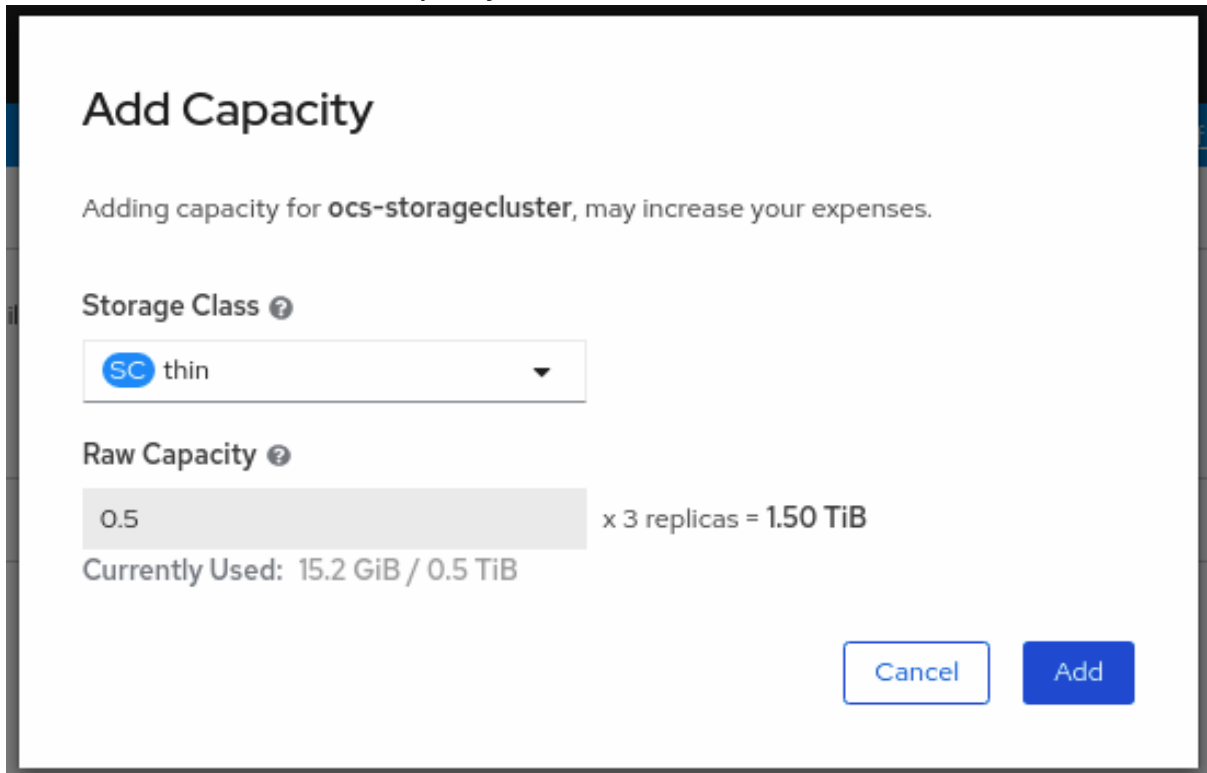 Add Capacity
Adding capacity for ocs-storagecluster, may increase your expenses.
Storage Class
SC thin
Raw Capacity
0.5 x 3 replicas = 1.50 TiB
Currently Used: 15.2 GiB / 0.5 TiB
Cancel Add